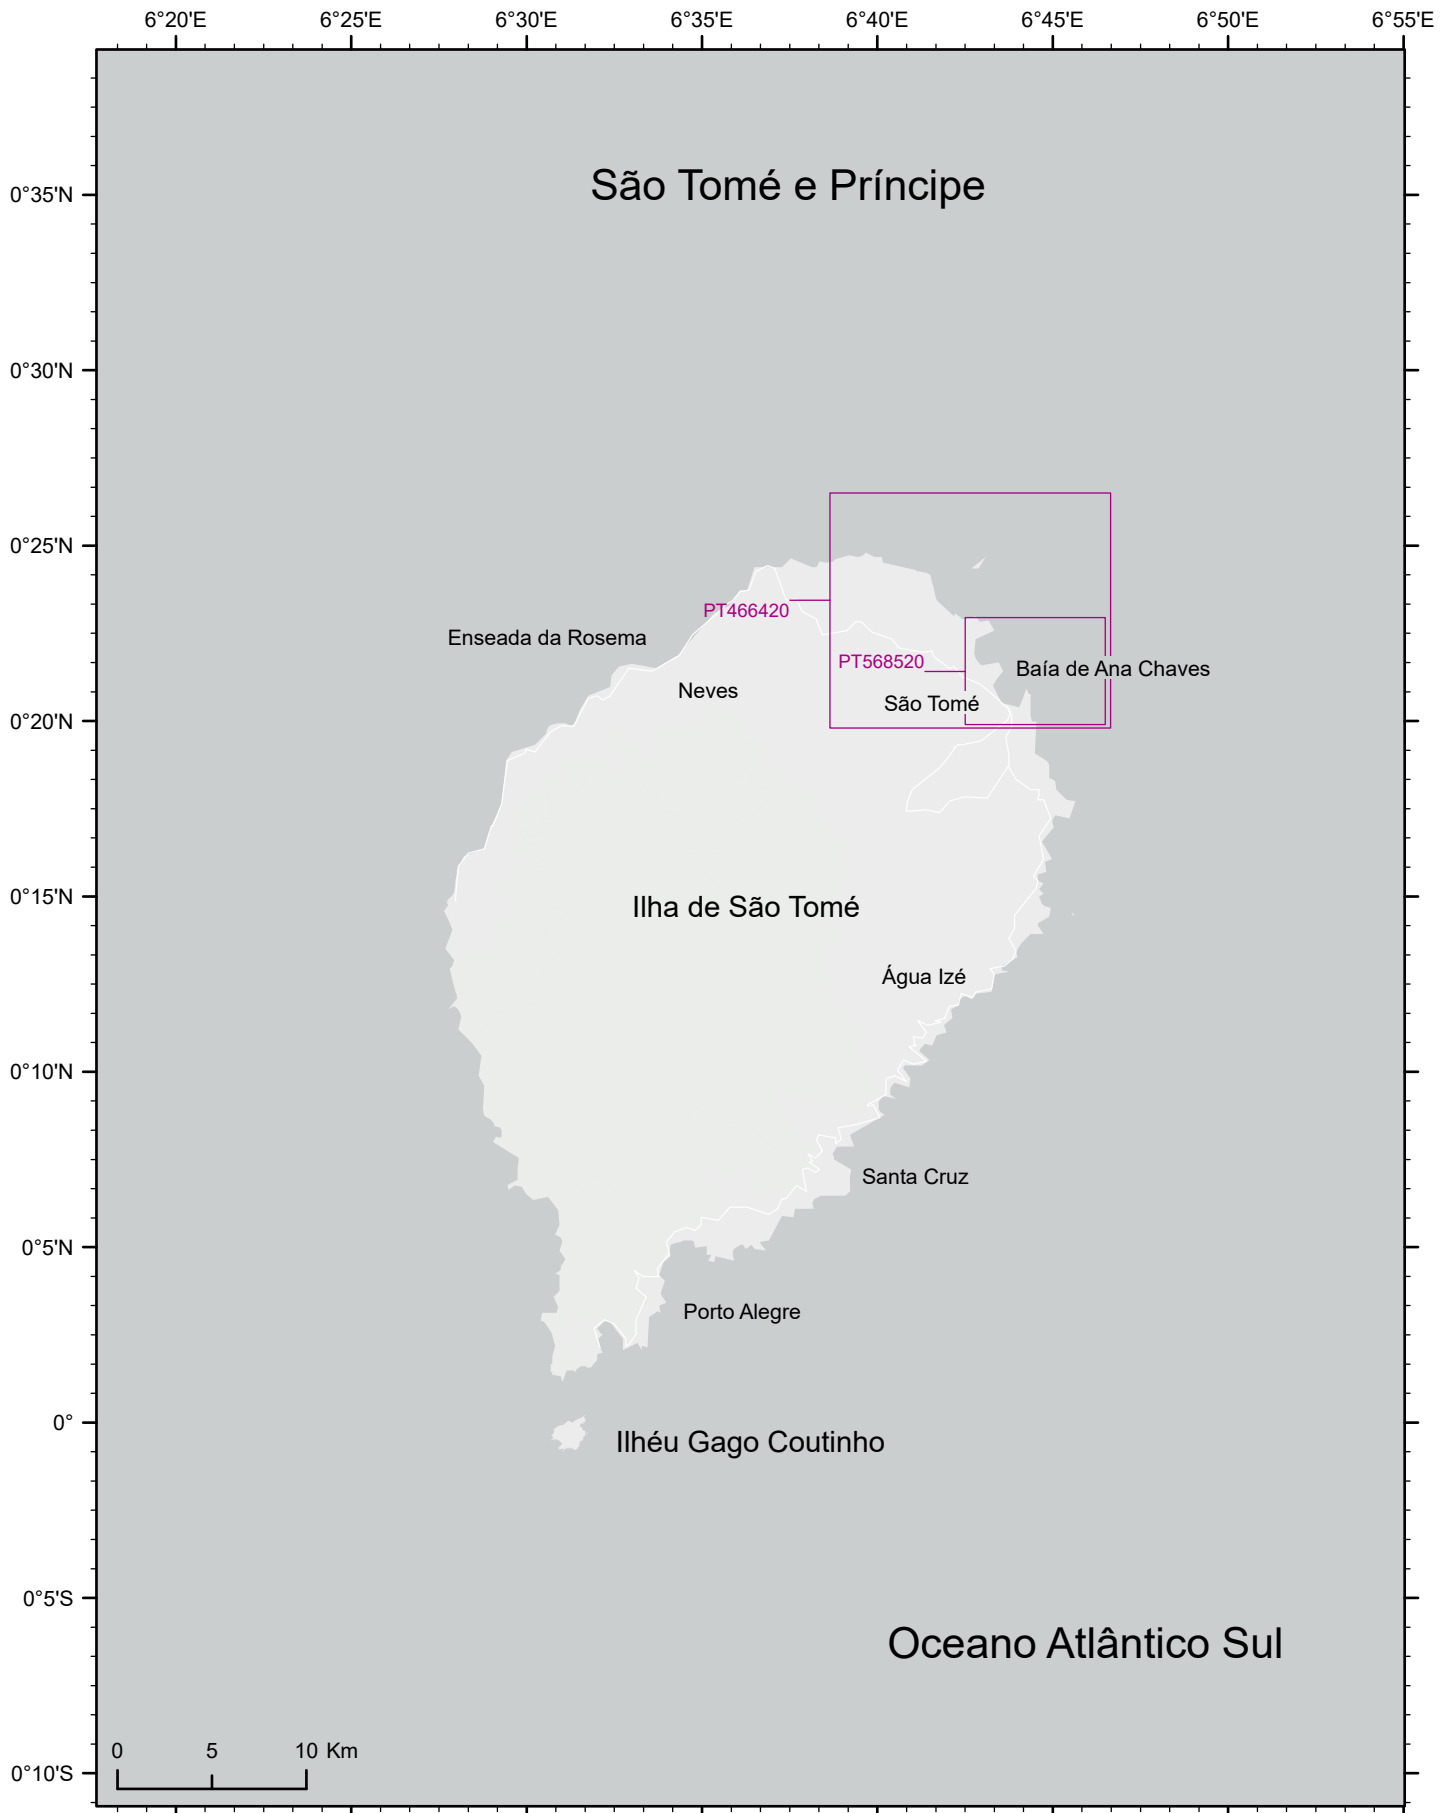 6°20'E 6°25'E 6°30'E 6°35'E 6°40'E 6°45'E 6°50'E 6°55'E
São Tomé e Príncipe
0°35'N
0°30'N
0°25'N
PT466420
Enseada da Rosema
PT568520
Baía de Ana Chaves
Neves
São Tomé
0°20'N
0°15'N
Ilha de São Tomé
Água Izé
0°10'N
Santa Cruz
0°5'N
Porto Alegre
0°
Ilhéu Gago Coutinho
0°5'S
Oceano Atlântico Sul
0 5 10 Km
0°10'S